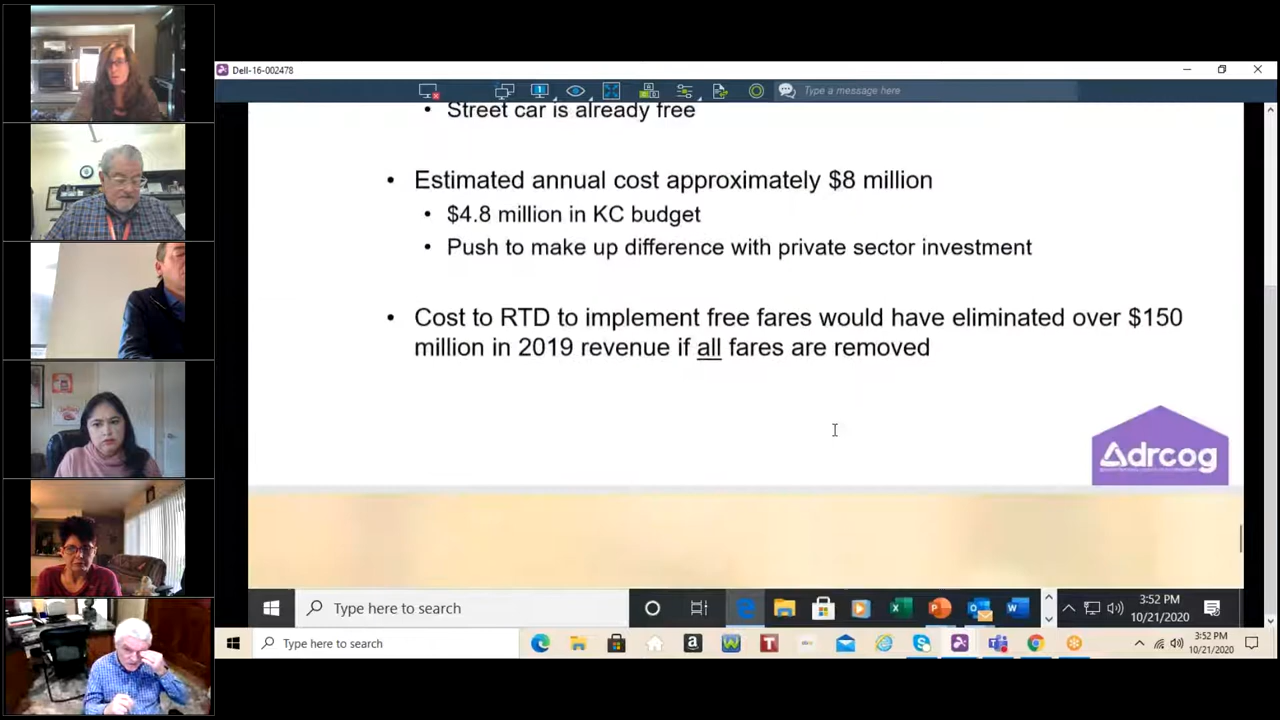 Dell-16-002478
Type a message here
• Street car is already free
• Estimated annual cost approximately $8 million
• $4.8 million in KC budget
• Push to make up difference with private sector investment
• Cost to RTD to implement free fares would have eliminated over $150
million in 2019 revenue if all fares are removed
drcog
Type here to search
3:52 PM
10/21/2020
Type here to search
3:52 PM
10/21/2020